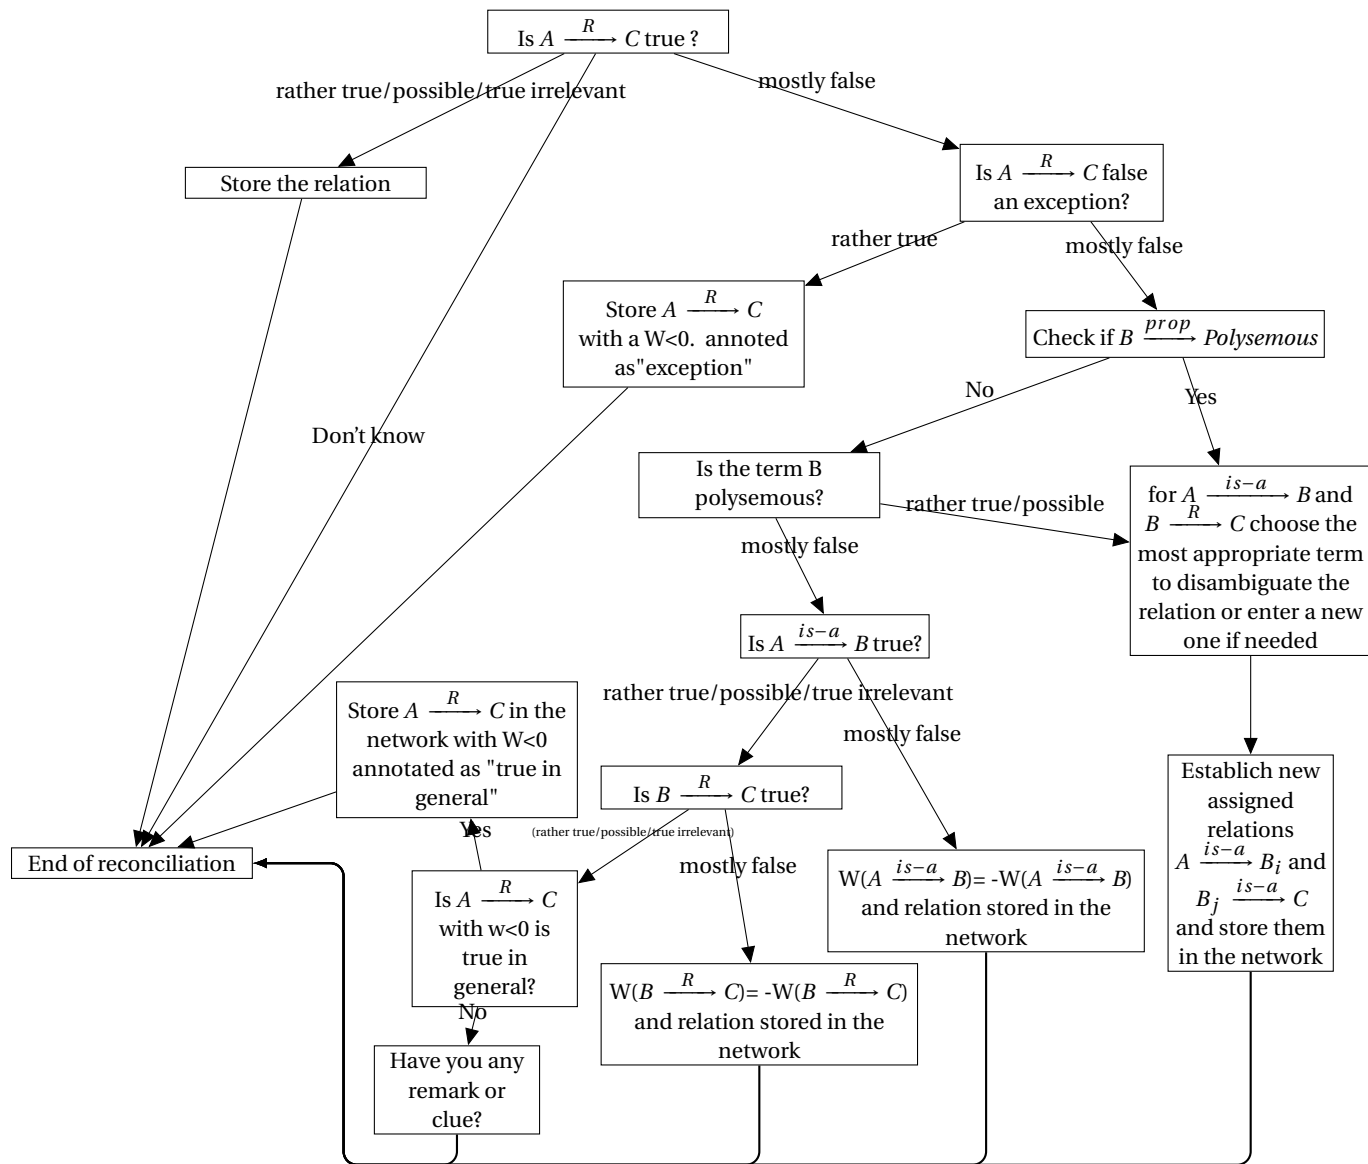 Is A —R→ C true ?
rather true/possible/true irrelevant
mostly false
Store the relation
Is A —R→ C false
an exception?
rather true
mostly false
Store A —R→ C
with a W<0. annoted
as"exception"
Check if B —prop→ Polysemous
No
Yes
Don't know
Is the term B
polysemous?
rather true/possible
for A —is−a→ B and
B —R→ C choose the
most appropriate term
to disambiguate the
relation or enter a new
one if needed
mostly false
Is A —is−a→ B true?
rather true/possible/true irrelevant
mostly false
Store A —R→ C in the
network with W<0
annotated as "true in
general"
Is B —R→ C true?
Establich new
assigned
relations
A —is−a→ B_i and
B_j —is−a→ C
and store them
in the network
Yes
(rather true/possible/true irrelevant)
mostly false
End of reconciliation
Is A —R→ C
with w<0 is
true in
general?
W(A —is−a→ B)= -W(A —is−a→ B)
and relation stored in the
network
W(B —R→ C)= -W(B —R→ C)
and relation stored in the
network
No
Have you any
remark or
clue?